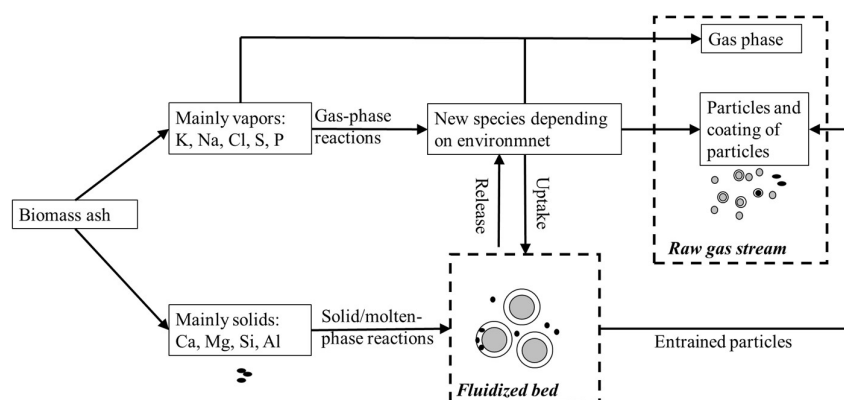 Gas phase
Mainly vapors:
K, Na, Cl, S, P
Gas-phase
reactions
New species depending
on environmnet
Particles and
coating of
particles
Release
Uptake
Biomass ash
Raw gas stream
Mainly solids:
Ca, Mg, Si, Al
Solid/molten-
phase reactions
Entrained particles
Fluidized bed